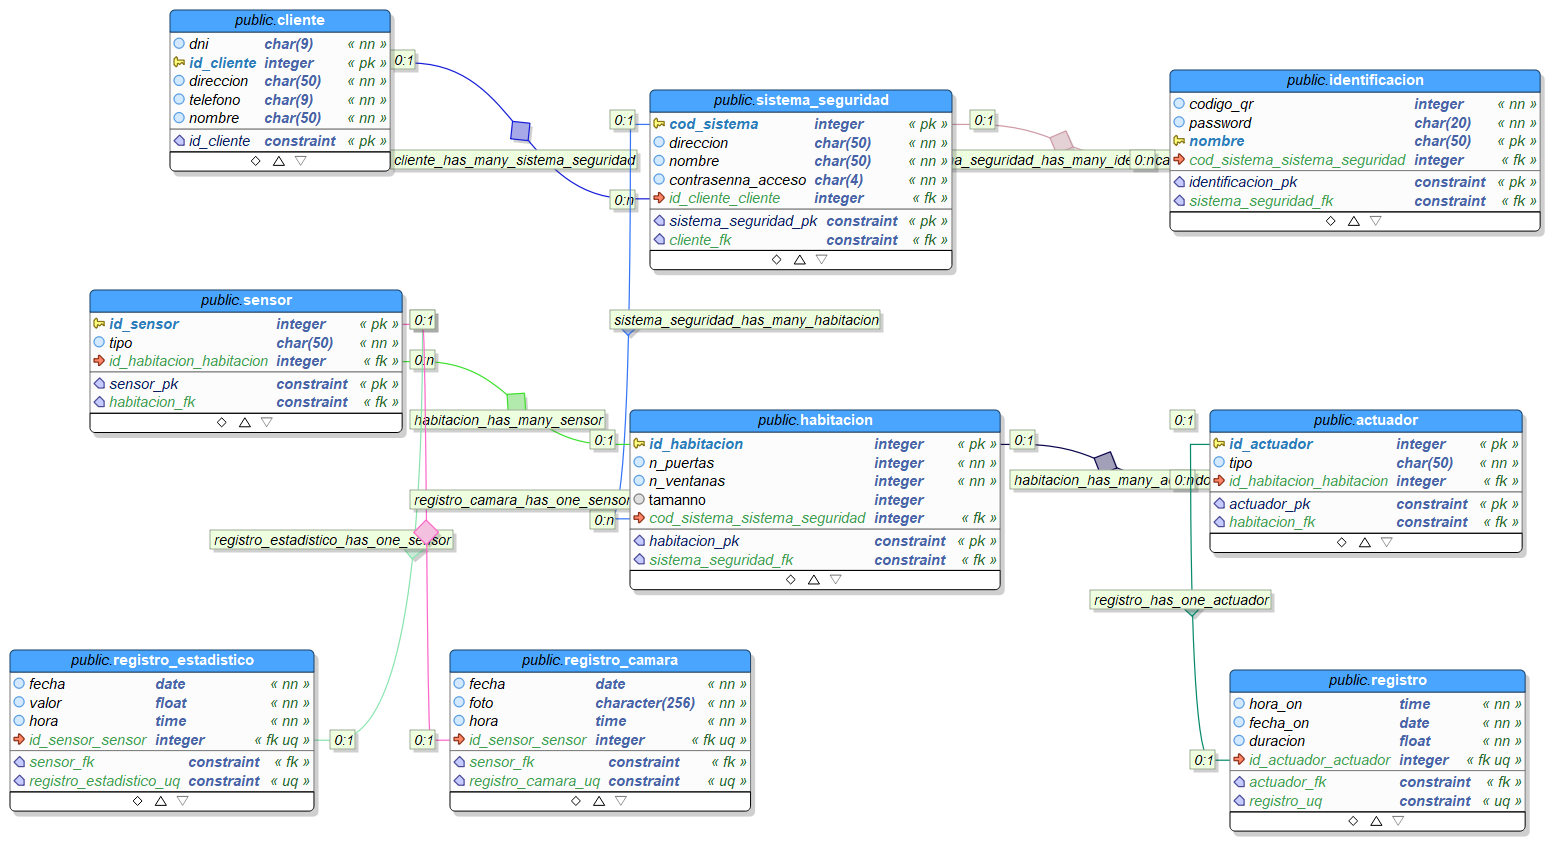 public.cliente
dni char(9) « nn »
id_cliente integer « pk »
direccion char(50) « nn »
telefono char(9) « nn »
nombre char(50) « nn »
id_cliente constraint « pk »
0:1
cliente_has_many_sistema_seguridad
0:1
0:n
public.sistema_seguridad
cod_sistema integer « pk »
direccion char(50) « nn »
nombre char(50) « nn »
contrasenna_acceso char(4) « nn »
id_cliente_cliente integer « fk »
sistema_seguridad_pk constraint « pk »
cliente_fk constraint « fk »
0:1
a_seguridad_has_many_ide
0:n
ca
public.identificacion
codigo_qr integer « nn »
password char(20) « nn »
nombre char(50) « pk »
cod_sistema_sistema_seguridad integer « fk »
identificacion_pk constraint « pk »
sistema_seguridad_fk constraint « fk »
public.sensor
id_sensor integer « pk »
tipo char(50) « nn »
id_habitacion_habitacion integer « fk »
sensor_pk constraint « pk »
habitacion_fk constraint « fk »
0:1
0:n
sistema_seguridad_has_many_habitacion
habitacion_has_many_sensor
0:1
registro_camara_has_one_sensor
0:n
registro_estadistico_has_one_sensor
public.habitacion
id_habitacion integer « pk »
n_puertas integer « nn »
n_ventanas integer « nn »
tamanno integer
cod_sistema_sistema_seguridad integer « fk »
habitacion_pk constraint « pk »
sistema_seguridad_fk constraint « fk »
0:1
habitacion_has_many_a
0:n
do
0:1
public.actuador
id_actuador integer « pk »
tipo char(50) « nn »
id_habitacion_habitacion integer « fk »
actuador_pk constraint « pk »
habitacion_fk constraint « fk »
registro_has_one_actuador
public.registro_estadistico
fecha date « nn »
valor float « nn »
hora time « nn »
id_sensor_sensor integer « fk uq »
sensor_fk constraint « fk »
registro_estadistico_uq constraint « uq »
0:1
0:1
public.registro_camara
fecha date « nn »
foto character(256) « nn »
hora time « nn »
id_sensor_sensor integer « fk uq »
sensor_fk constraint « fk »
registro_camara_uq constraint « uq »
0:1
public.registro
hora_on time « nn »
fecha_on date « nn »
duracion float « nn »
id_actuador_actuador integer « fk uq »
actuador_fk constraint « fk »
registro_uq constraint « uq »